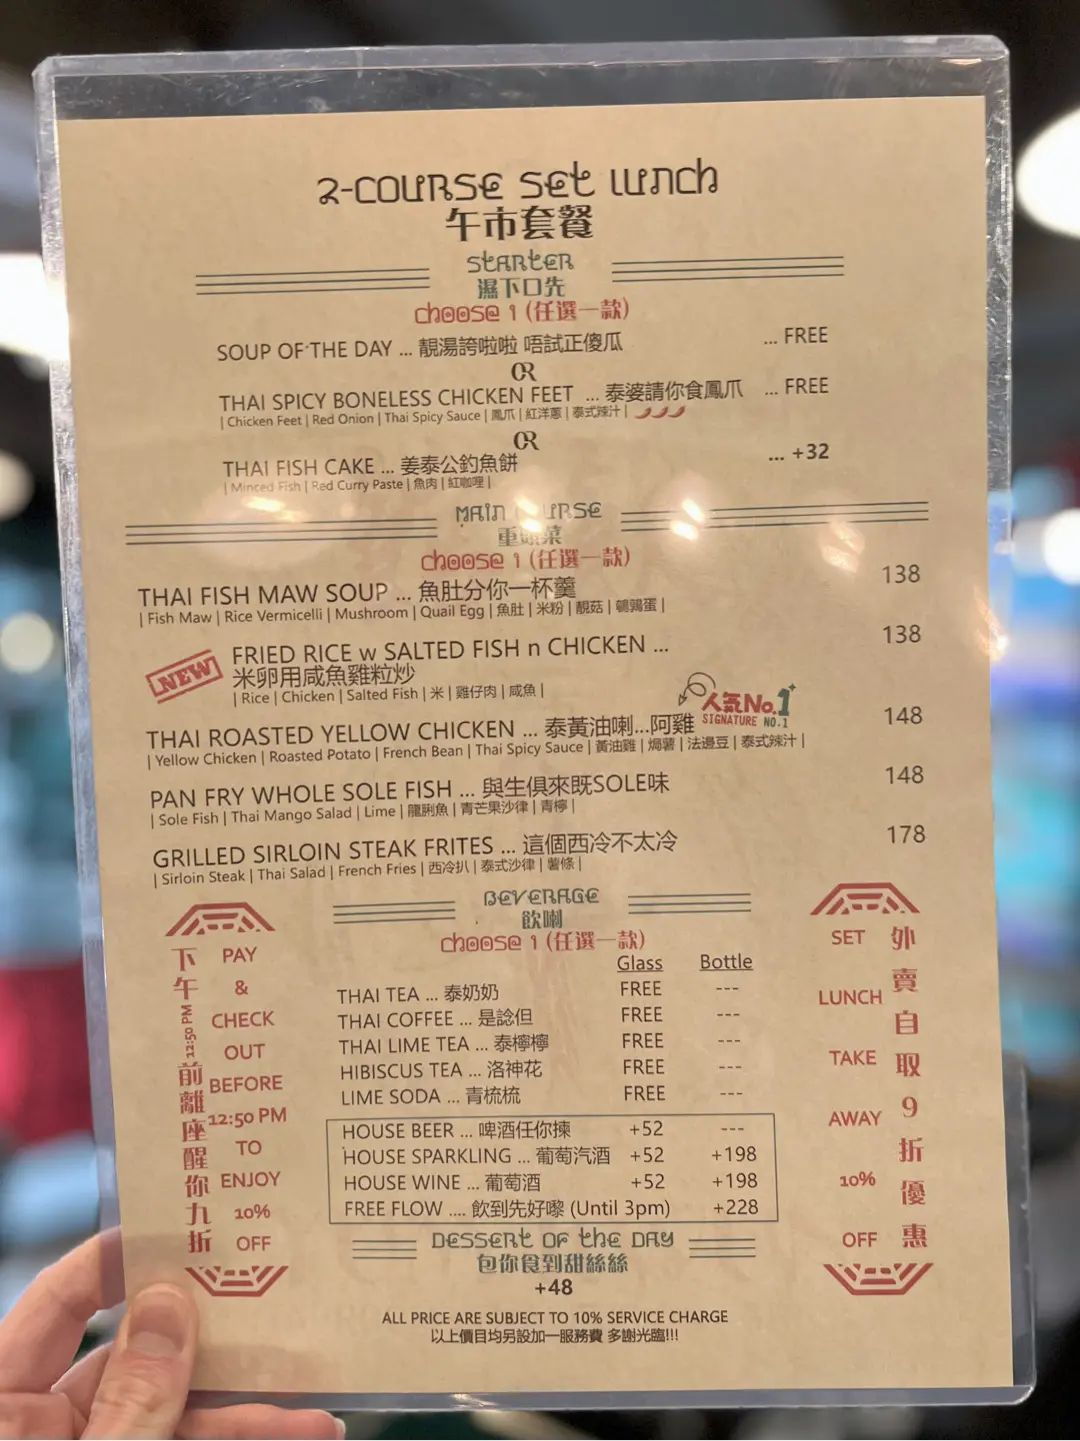 2-COURSE SET LUNCH
午市套餐
STARTER
濕下口先
choose 1 (任選一款)
SOUP OF THE DAY ... 靚湯誇啦啦 唔試正傻瓜 ... FREE
OR
THAI SPICY BONELESS CHICKEN FEET ... 泰婆請你食鳳爪 ... FREE
| Chicken Feet | Red Onion | Thai Spicy Sauce | 鳳爪 | 紅洋蔥 | 泰式辣汁 |
OR
THAI FISH CAKE ... 姜泰公釣魚餅 ... +32
| Minced Fish | Red Curry Paste | 魚肉 | 紅咖喱 |
MAIN COURSE
重頭菜
choose 1 (任選一款)
THAI FISH MAW SOUP ... 魚肚分你一杯羹 138
| Fish Maw | Rice Vermicelli | Mushroom | Quail Egg | 魚肚 | 米粉 | 靚菇 | 鵪鶉蛋 |
NEW
FRIED RICE w SALTED FISH n CHICKEN ... 138
米卵用咸魚雞粒炒
| Rice | Chicken | Salted Fish | 米 | 雞仔肉 | 咸魚 |
人氣No.1
SIGNATURE NO.1
THAI ROASTED YELLOW CHICKEN ... 泰黃油喇...阿雞 148
| Yellow Chicken | Roasted Potato | French Bean | Thai Spicy Sauce | 黃油雞 | 焗薯 | 法邊豆 | 泰式辣汁 |
PAN FRY WHOLE SOLE FISH ... 與生俱來既SOLE味 148
| Sole Fish | Thai Mango Salad | Lime | 龍脷魚 | 青芒果沙律 | 青檸 |
GRILLED SIRLOIN STEAK FRITES ... 這個西冷不太冷 178
| Sirloin Steak | Thai Salad | French Fries | 西冷扒 | 泰式沙律 | 薯條 |
BEVERAGE
飲喇
choose 1 (任選一款)
Glass Bottle
THAI TEA ... 泰奶奶 FREE ---
THAI COFFEE ... 是諗但 FREE ---
THAI LIME TEA ... 泰檸檸 FREE ---
HIBISCUS TEA ... 洛神花 FREE ---
LIME SODA ... 青梳梳 FREE ---
HOUSE BEER ... 啤酒任你揀 +52 ---
HOUSE SPARKLING ... 葡萄汽酒 +52 +198
HOUSE WINE ... 葡萄酒 +52 +198
FREE FLOW .... 飲到先好嚟 (Until 3pm) +228
DESSERT OF THE DAY
包你食到甜絲絲
+48
ALL PRICE ARE SUBJECT TO 10% SERVICE CHARGE
以上價目均另設加一服務費 多謝光臨!!!
下午12:50 PM前離座醒你九折
PAY
&
CHECK
OUT
BEFORE
12:50 PM
TO
ENJOY
10%
OFF
SET
LUNCH
TAKE
AWAY
10%
OFF
外賣自取9折優惠